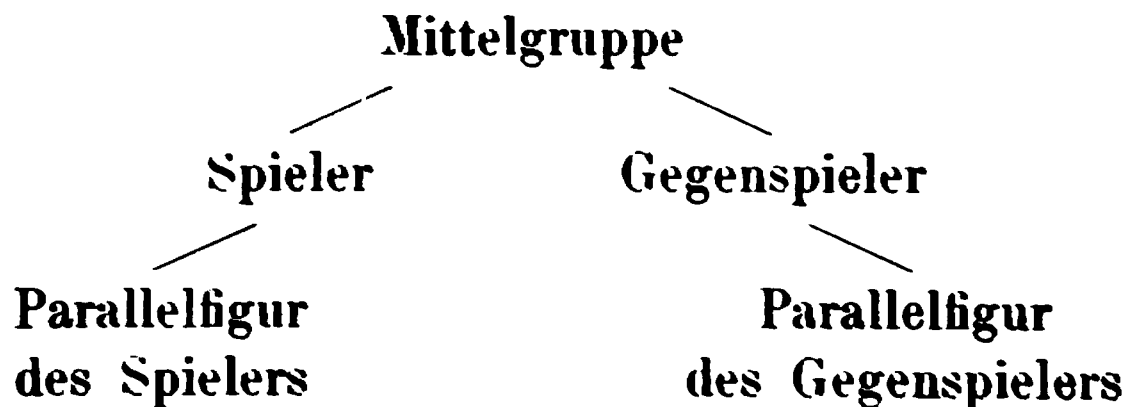 Mittelgruppe
Spieler Gegenspieler
Parallelfigur Parallelfigur
des Spielers des Gegenspielers